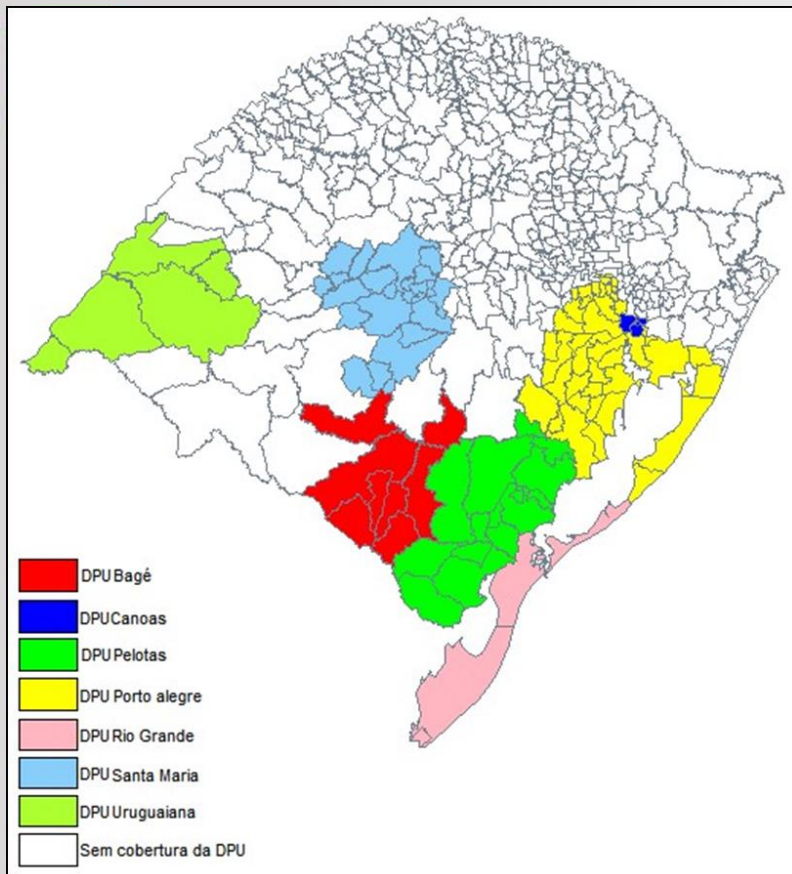 DPU Bagé
DPUCanoas
DPU Pelotas
DPU Porto alegre
DPU Rio Grande
DPU Santa Maria
DPU Uruguaiana
Sem cobertura da DPU